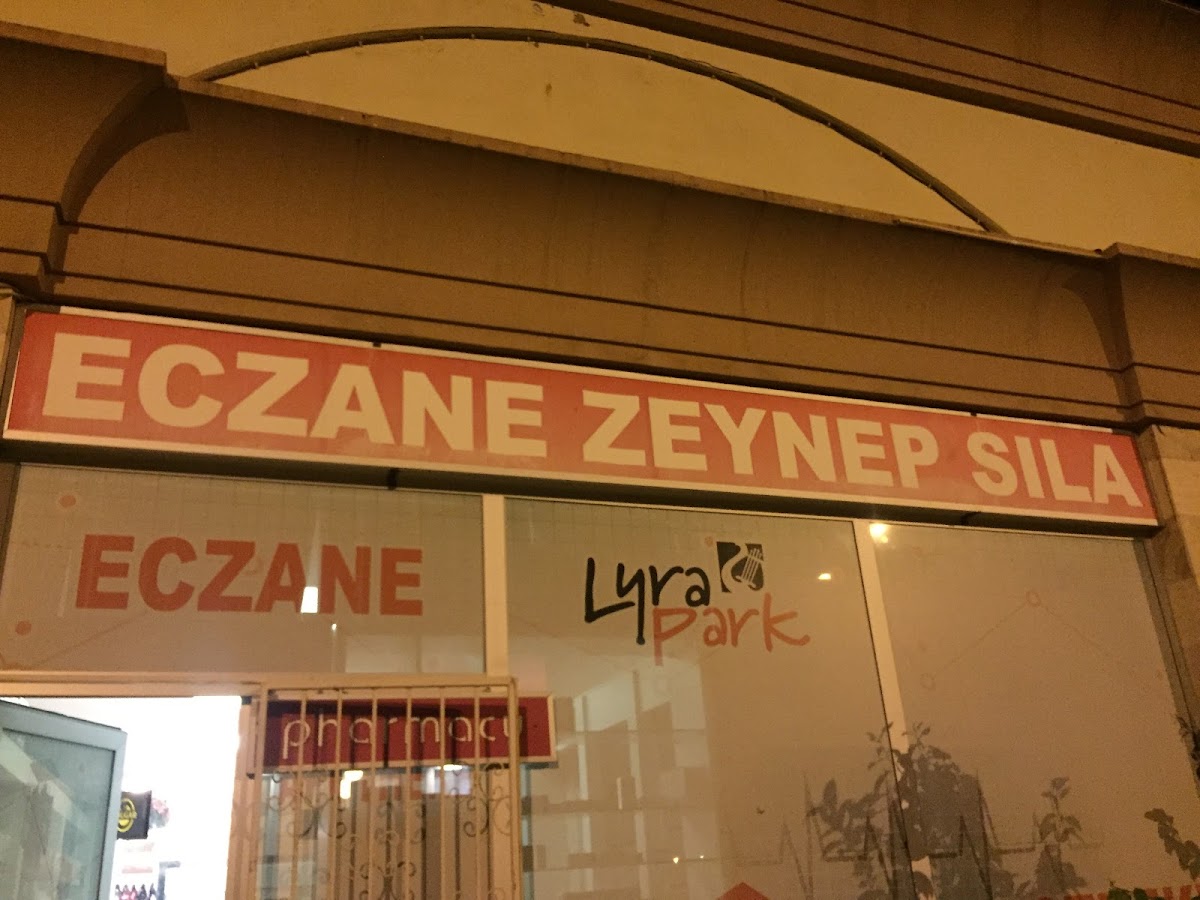 ECZANE ZEYNEP SILA
ECZANE
Lyra
park
pharmacy